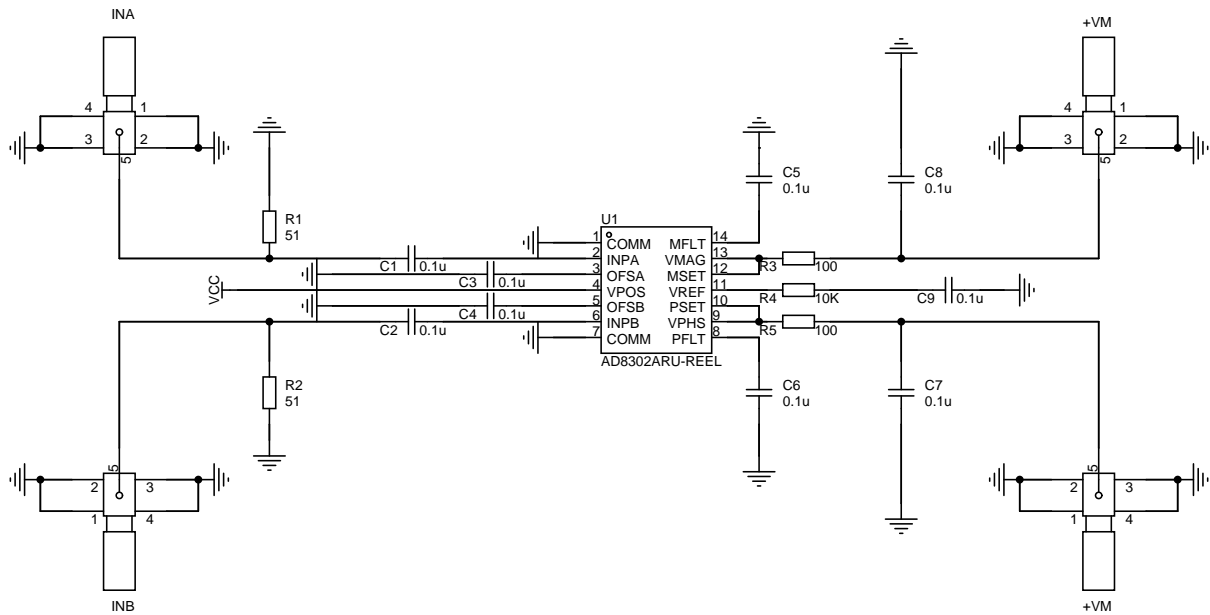 INA
+VM
4 1
3 2
5
4 1
3 2
5
C5
0.1u
C8
0.1u
R1
51
U1
1 COMM MFLT 14
2 INPA VMAG 13
3 OFSA MSET 12
4 VPOS VREF 11
5 OFSB PSET 10
6 INPB VPHS 9
7 COMM PFLT 8
AD8302ARU-REEL
C1 0.1u
C3 0.1u
VCC
C4 0.1u
C2 0.1u
R3 100
R4 10K
C9 0.1u
R5 100
R2
51
C6
0.1u
C7
0.1u
5
2 3
1 4
5
2 3
1 4
INB
+VM